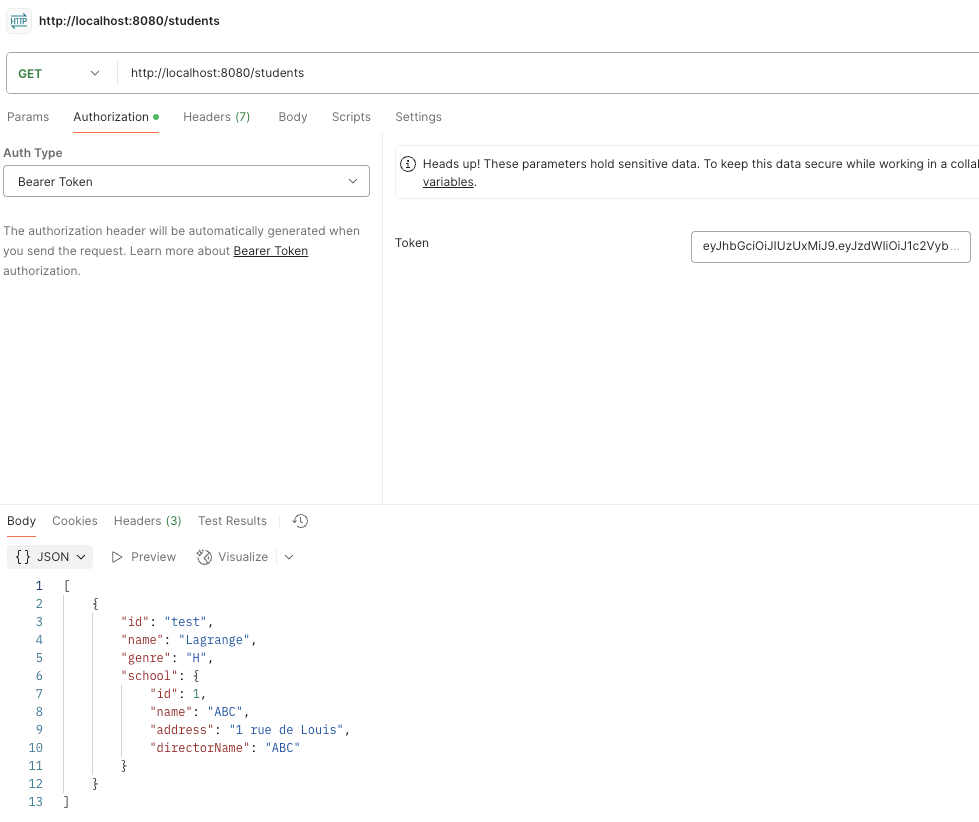 HTTP http://localhost:8080/students
GET http://localhost:8080/students
Params Authorization Headers (7) Body Scripts Settings
Auth Type
Bearer Token
The authorization header will be automatically generated when
you send the request. Learn more about Bearer Token
authorization.
Heads up! These parameters hold sensitive data. To keep this data secure while working in a colla
variables.
Token
eyJhbGciOiJIUzUxMiJ9.eyJzdWIiOiJ1c2Vyb...
Body Cookies Headers (3) Test Results
{} JSON Preview Visualize
1 [
2 {
3 "id": "test",
4 "name": "Lagrange",
5 "genre": "H",
6 "school": {
7 "id": 1,
8 "name": "ABC",
9 "address": "1 rue de Louis",
10 "directorName": "ABC"
11 }
12 }
13 ]